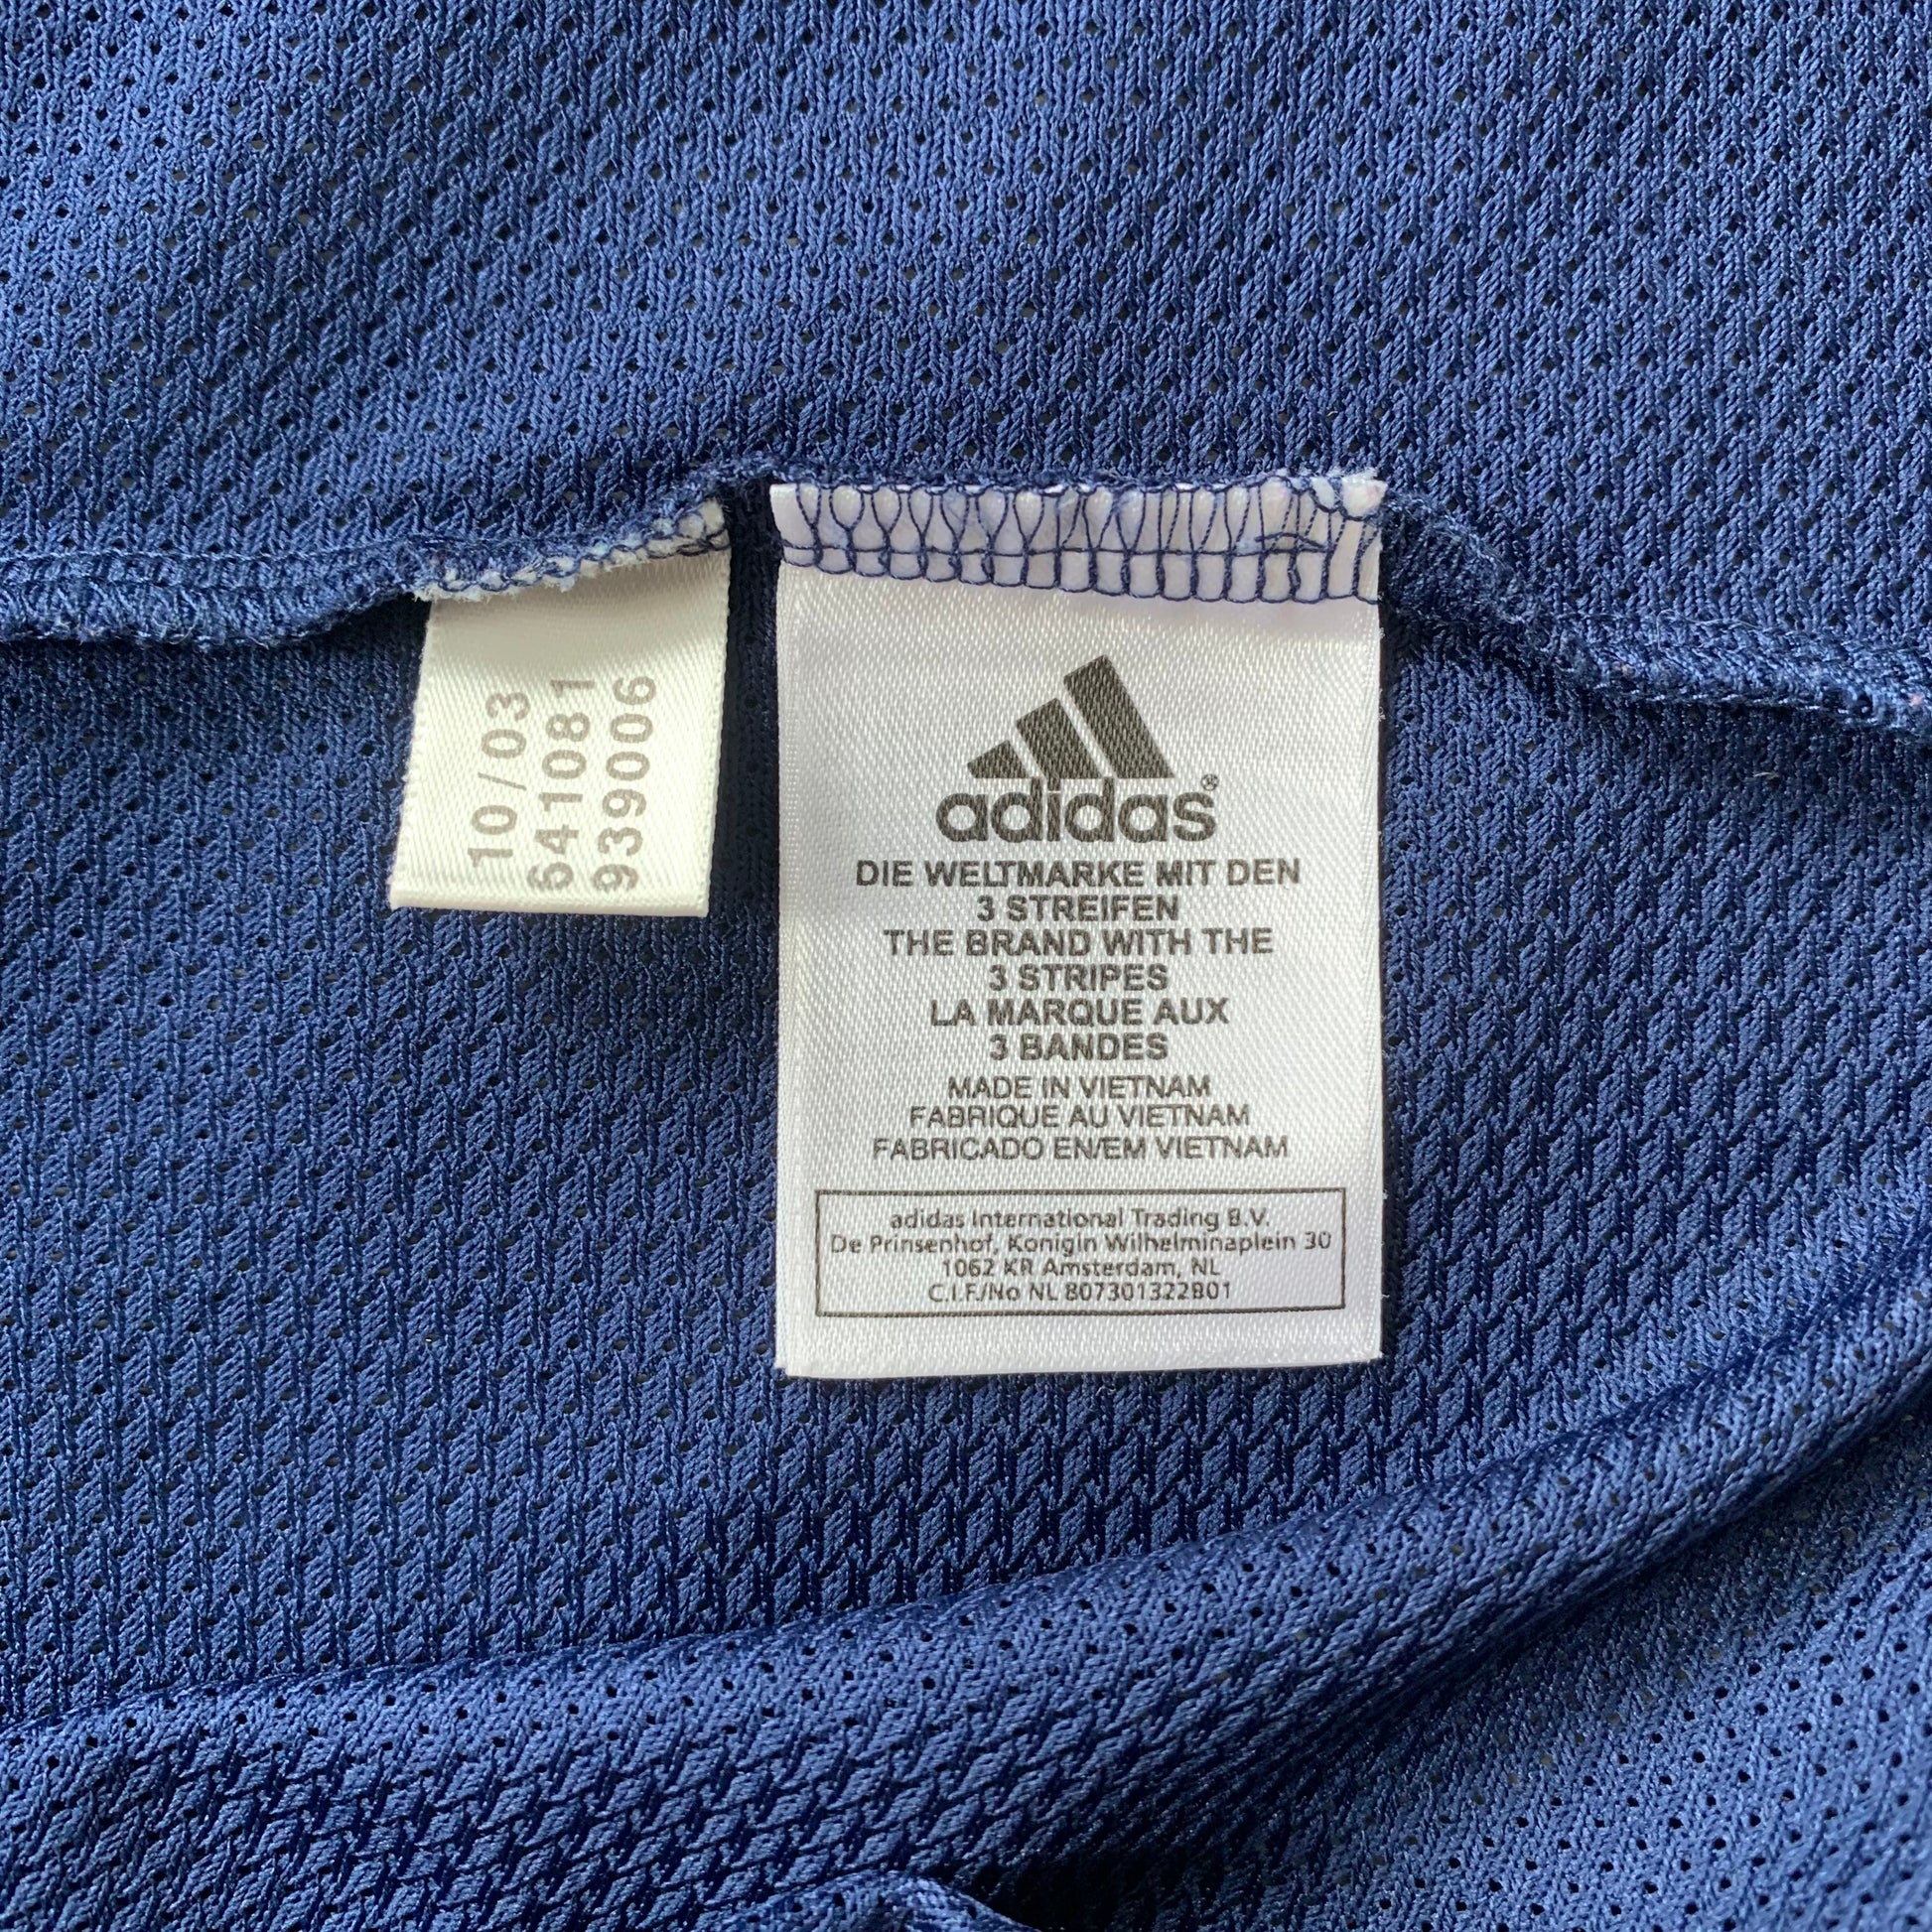 10/03
641081
939006
adidas®
DIE WELTMARKE MIT DEN
3 STREIFEN
THE BRAND WITH THE
3 STRIPES
LA MARQUE AUX
3 BANDES
MADE IN VIETNAM
FABRIQUE AU VIETNAM
FABRICADO EN/EM VIETNAM
adidas International Trading B.V.
De Prinsenhof, Konigin Wilhelminaplein 30
1062 KR Amsterdam, NL
C.I.F./No NL 807301322B01